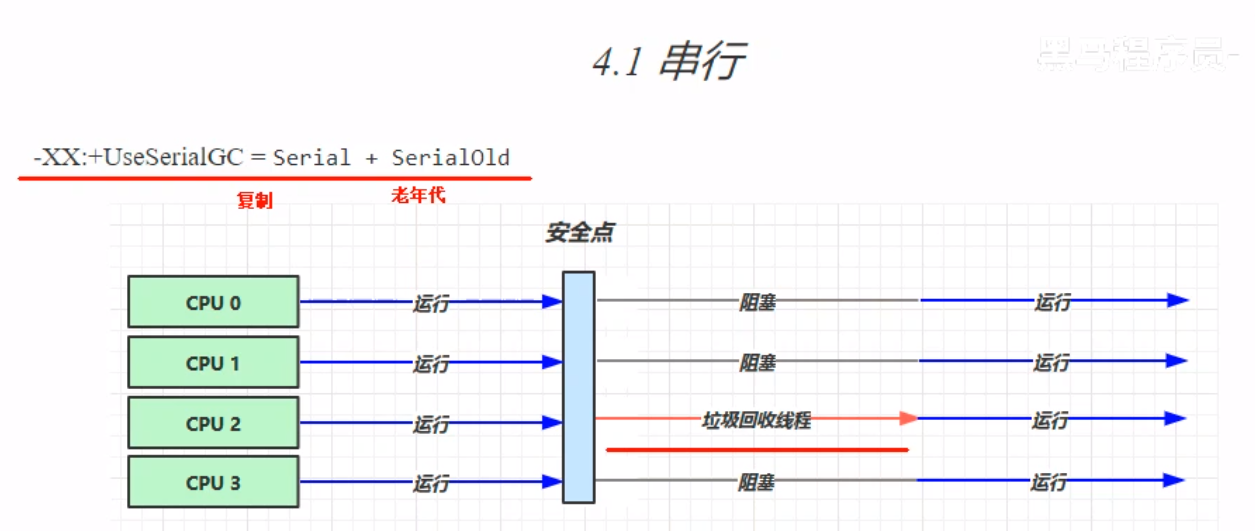 4.1 串行
黑马程序员
-XX:+UseSerialGC = Serial + SerialOld
复制 老年代
安全点
CPU 0 运行 阻塞 运行
CPU 1 运行 阻塞 运行
CPU 2 运行 垃圾回收线程 运行
CPU 3 运行 阻塞 运行